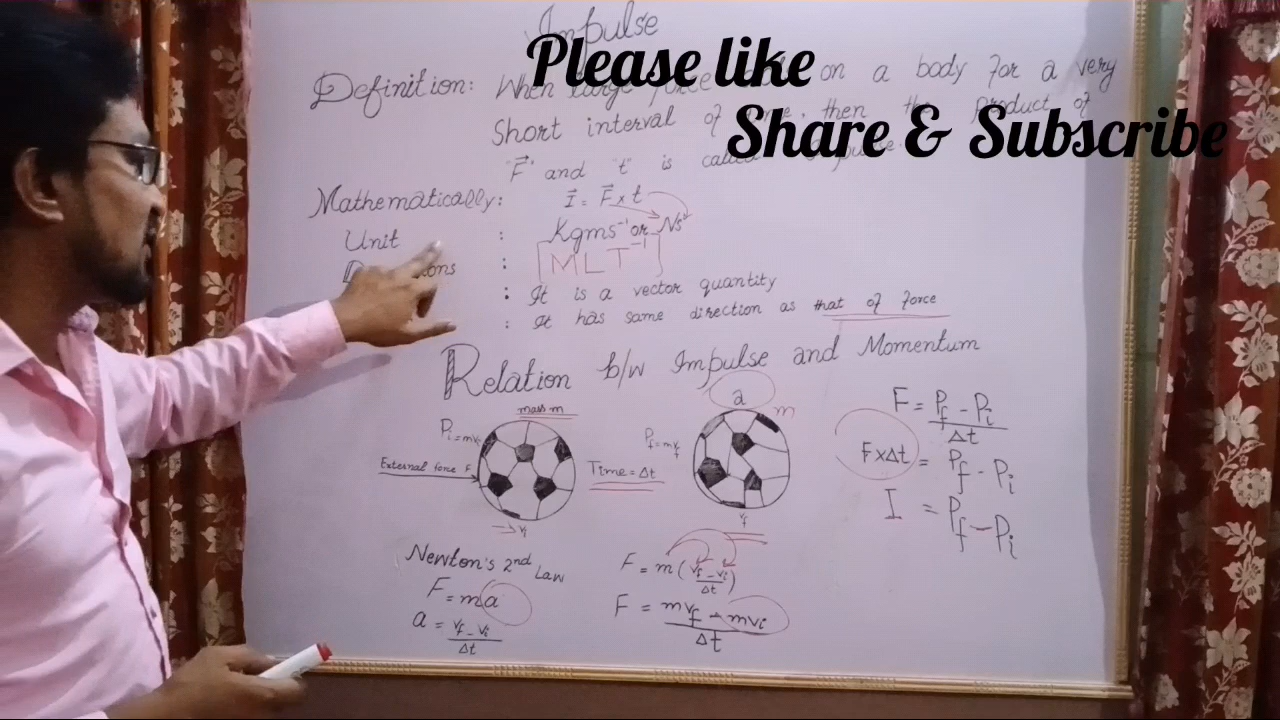 Impulse
Please like
Share & Subscribe
Definition: When large force on a body for a very
Short interval of time, then the product of
"F⃗" and "t" is called Impulse.
Mathematically: I⃗ = F⃗ x t
Unit : Kgms⁻¹ or Ns
: [MLT⁻¹]
: It is a vector quantity
: It has same direction as that of force
Relation b/w Impulse and Momentum
mass m
Pi = mvi
External force F
Time = Δt
a
m
Pf = mvf
vf
F = Pf - Pi / Δt
F x Δt = Pf - Pi
I = Pf - Pi
Newton's 2nd Law
F = ma
a = vf - vi / Δt
F = m (vf - vi / Δt)
F = mvf - mvi / Δt